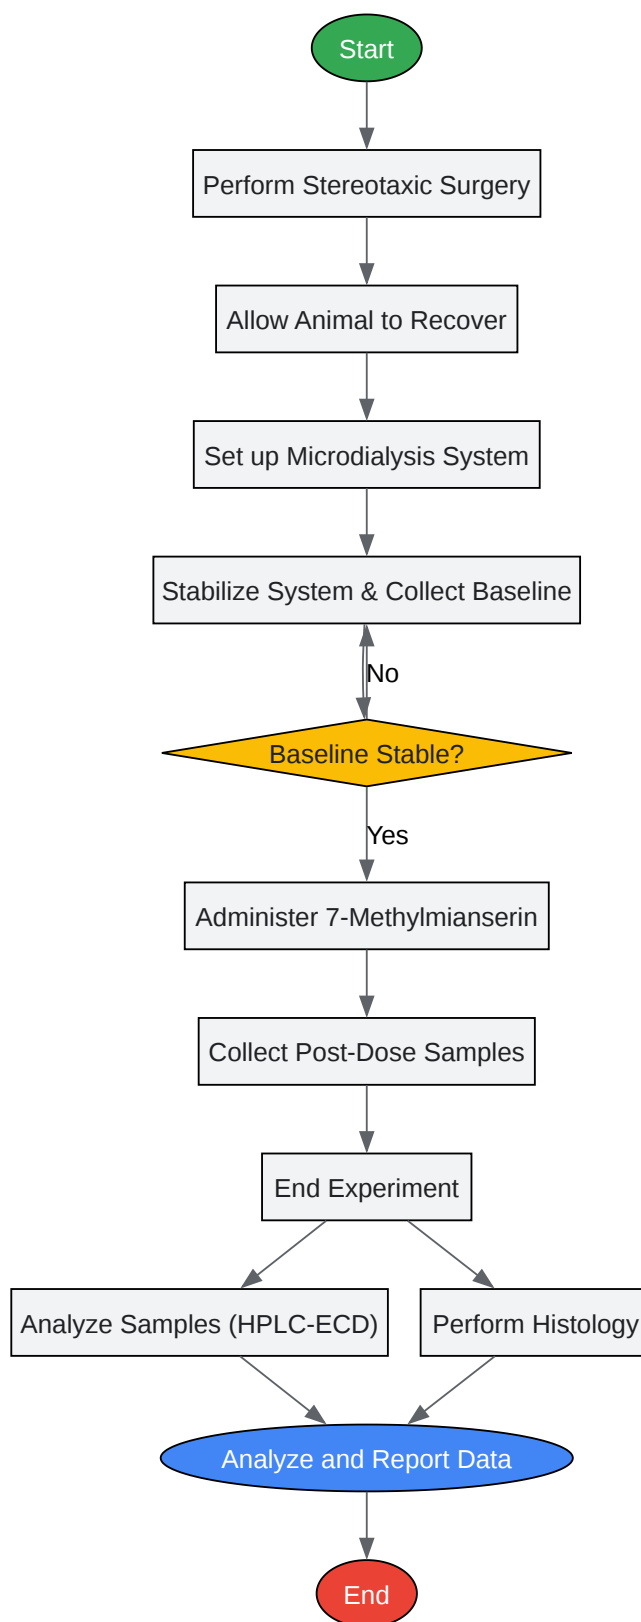 Start
Perform Stereotaxic Surgery
Allow Animal to Recover
Set up Microdialysis System
Stabilize System & Collect Baseline
No
Baseline Stable?
Yes
Administer 7-Methylmianserin
Collect Post-Dose Samples
End Experiment
Analyze Samples (HPLC-ECD)
Perform Histology
Analyze and Report Data
End